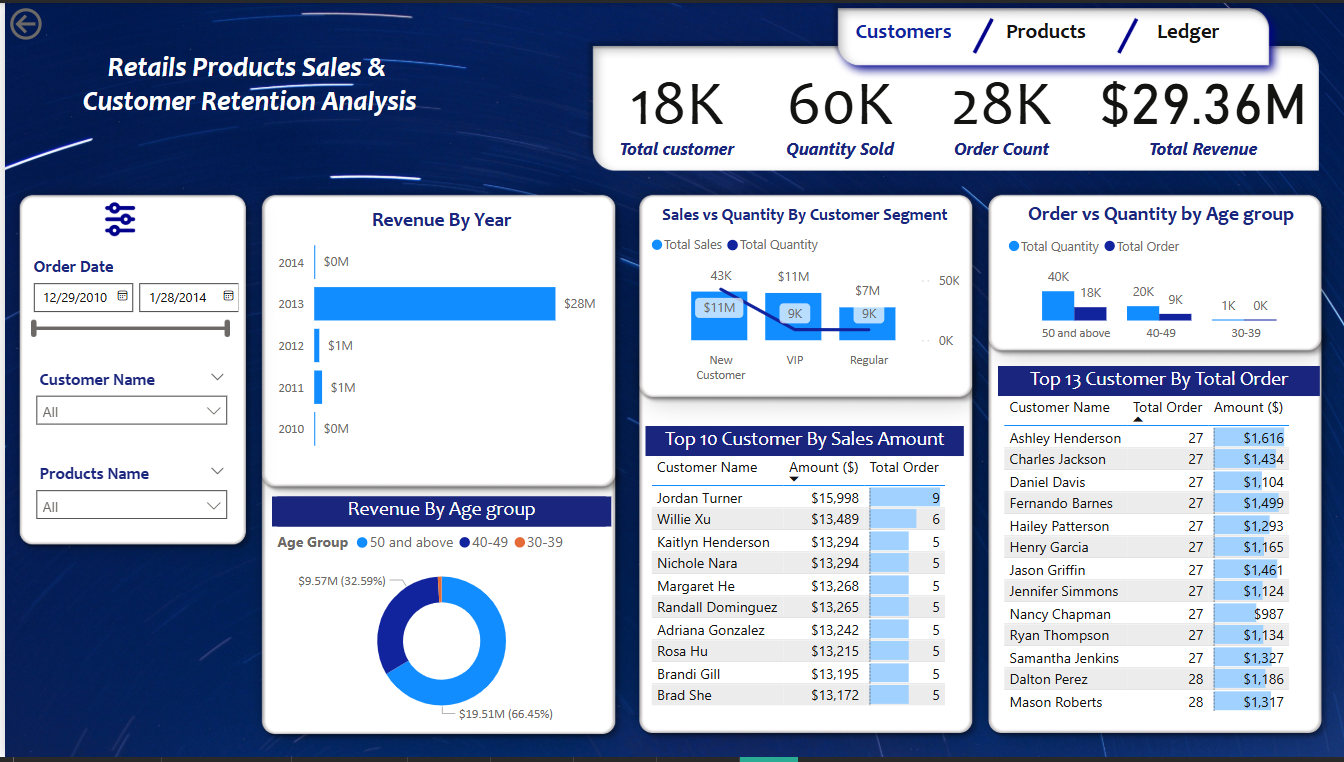 Customers
Products
Ledger
Retails Products Sales &
Customer Retention Analysis
18K
60K
28K
$29.36M
Total customer
Quantity Sold
Order Count
Total Revenue
Order Date
12/29/2010
1/28/2014
Customer Name
All
Products Name
All
Revenue By Year
2014 $0M
2013 $28M
2012 $1M
2011 $1M
2010 $0M
Revenue By Age group
Age Group 50 and above 40-49 30-39
$9.57M (32.59%)
$19.51M (66.45%)
Sales vs Quantity By Customer Segment
Total Sales Total Quantity
43K $11M $7M 50K
$11M 9K 9K 0K
New
Customer
VIP
Regular
Top 10 Customer By Sales Amount
Customer Name Amount ($) Total Order
Jordan Turner $15,998 9
Willie Xu $13,489 6
Kaitlyn Henderson $13,294 5
Nichole Nara $13,294 5
Margaret He $13,268 5
Randall Dominguez $13,265 5
Adriana Gonzalez $13,242 5
Rosa Hu $13,215 5
Brandi Gill $13,195 5
Brad She $13,172 5
Order vs Quantity by Age group
Total Quantity Total Order
40K 18K 20K 9K 1K 0K
50 and above 40-49 30-39
Top 13 Customer By Total Order
Customer Name Total Order Amount ($)
Ashley Henderson 27 $1,616
Charles Jackson 27 $1,434
Daniel Davis 27 $1,104
Fernando Barnes 27 $1,499
Hailey Patterson 27 $1,293
Henry Garcia 27 $1,165
Jason Griffin 27 $1,461
Jennifer Simmons 27 $1,124
Nancy Chapman 27 $987
Ryan Thompson 27 $1,134
Samantha Jenkins 27 $1,327
Dalton Perez 28 $1,186
Mason Roberts 28 $1,317